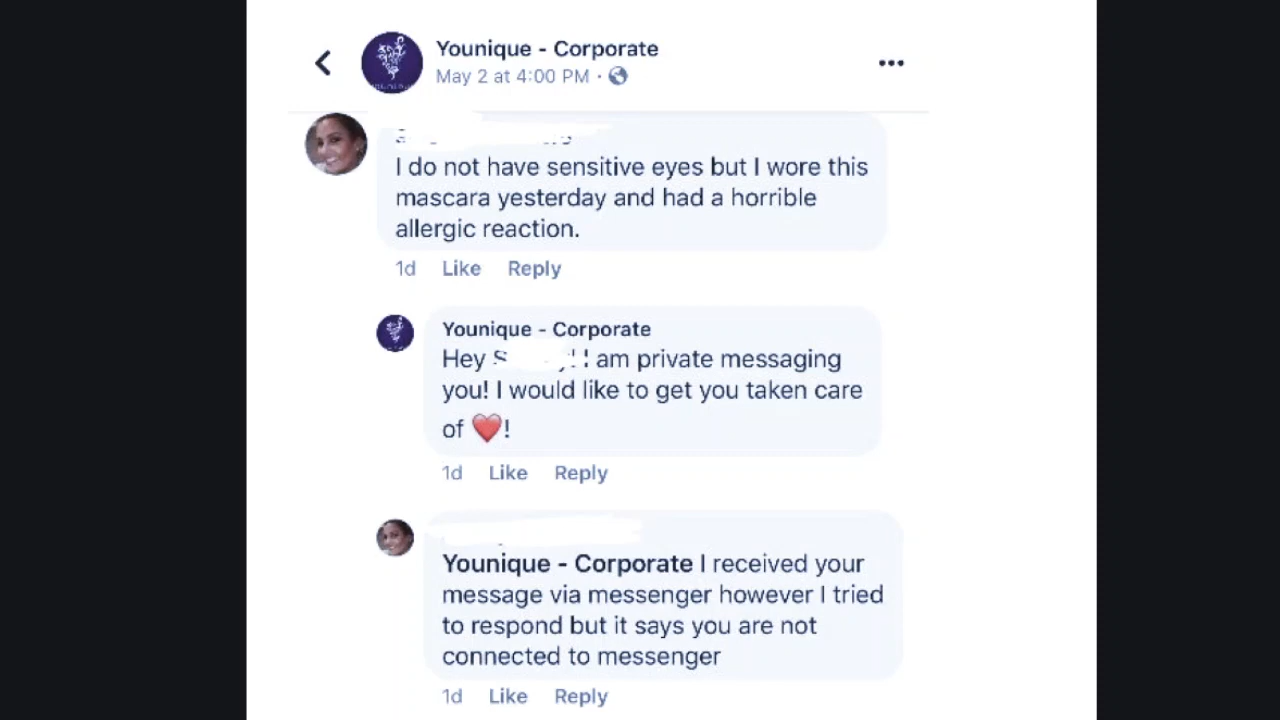 Younique - Corporate
May 2 at 4:00 PM ·
I do not have sensitive eyes but I wore this
mascara yesterday and had a horrible
allergic reaction.
1d Like Reply
Younique - Corporate
Hey ! I am private messaging
you! I would like to get you taken care
of ❤️!
1d Like Reply
Younique - Corporate I received your
message via messenger however I tried
to respond but it says you are not
connected to messenger
1d Like Reply